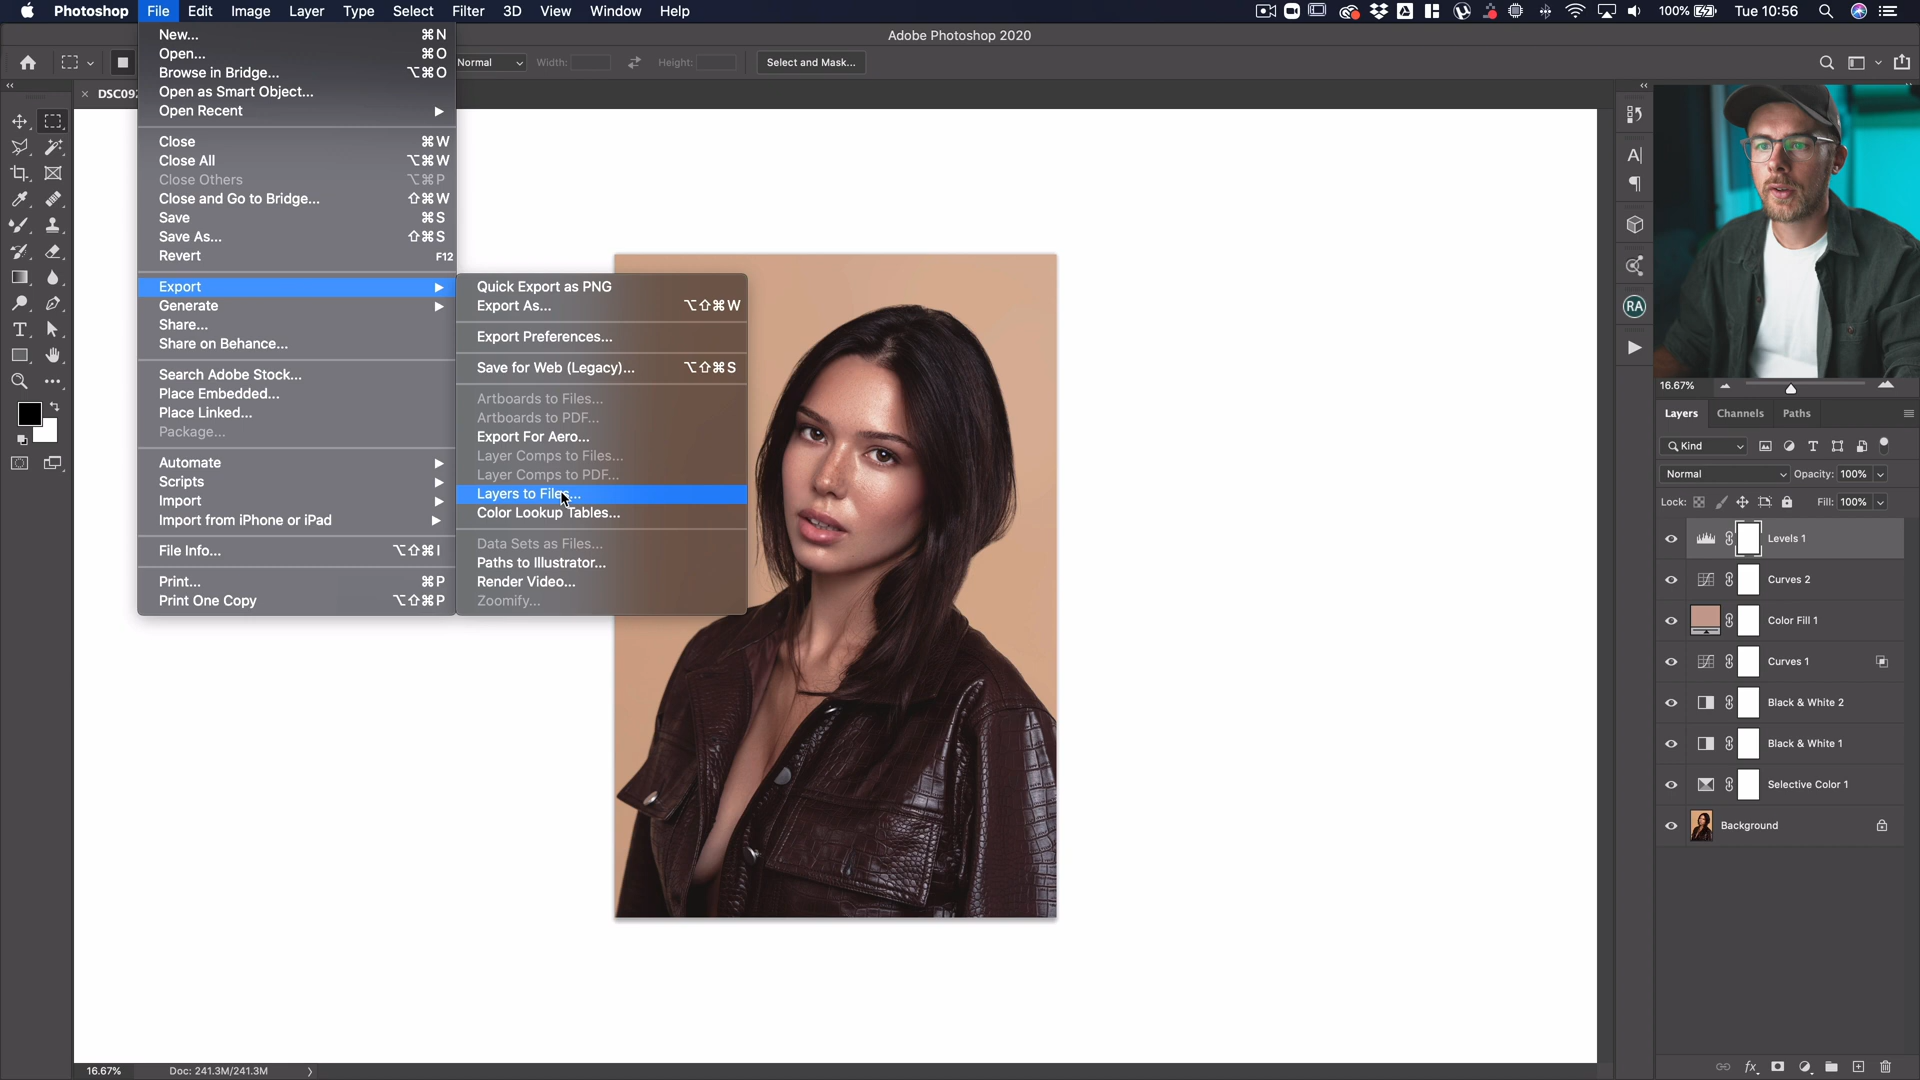 Photoshop File Edit Image Layer Type Select Filter 3D View Window Help 100% Tue 10:56
Adobe Photoshop 2020
Normal Width: Height: Select and Mask...
New... ⌘N
Open... ⌘O
Browse in Bridge... ⌥⌘O
Open as Smart Object...
Open Recent
Close ⌘W
Close All ⌥⌘W
Close Others ⌥⌘P
Close and Go to Bridge... ⇧⌘W
Save ⌘S
Save As... ⇧⌘S
Revert F12
Export
Generate
Share...
Share on Behance...
Search Adobe Stock...
Place Embedded...
Place Linked...
Package...
Automate
Scripts
Import
Import from iPhone or iPad
File Info... ⌥⇧⌘I
Print... ⌘P
Print One Copy ⌥⇧⌘P
Quick Export as PNG
Export As... ⌥⇧⌘W
Export Preferences...
Save for Web (Legacy)... ⌥⇧⌘S
Artboards to Files...
Artboards to PDF...
Export For Aero...
Layer Comps to Files...
Layer Comps to PDF...
Layers to Files...
Color Lookup Tables...
Data Sets as Files...
Paths to Illustrator...
Render Video...
Zoomify...
RA
16.67%
Layers Channels Paths
Kind
Normal Opacity: 100%
Lock: Fill: 100%
Levels 1
Curves 2
Color Fill 1
Curves 1
Black & White 2
Black & White 1
Selective Color 1
Background
fx
16.67% Doc: 241.3M/241.3M